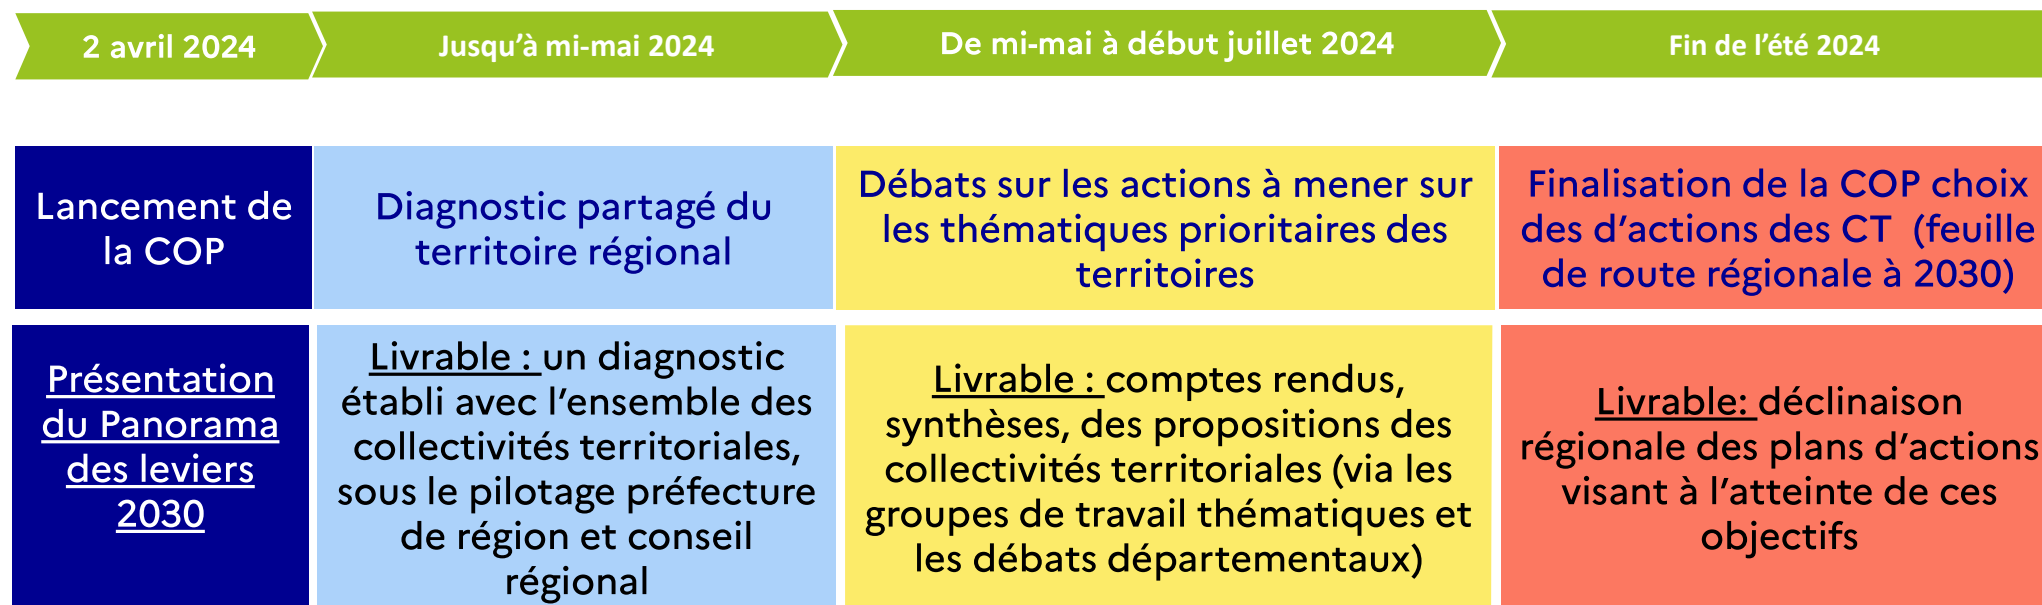 2 avril 2024
Jusqu’à mi-mai 2024
De mi-mai à début juillet 2024
Fin de l’été 2024
Lancement de
la COP
Diagnostic partagé du
territoire régional
Débats sur les actions à mener sur
les thématiques prioritaires des
territoires
Finalisation de la COP choix
des d’actions des CT (feuille
de route régionale à 2030)
Présentation
du Panorama
des leviers
2030
Livrable : un diagnostic
établi avec l’ensemble des
collectivités territoriales,
sous le pilotage préfecture
de région et conseil
régional
Livrable : comptes rendus,
synthèses, des propositions des
collectivités territoriales (via les
groupes de travail thématiques et
les débats départementaux)
Livrable: déclinaison
régionale des plans d’actions
visant à l’atteinte de ces
objectifs